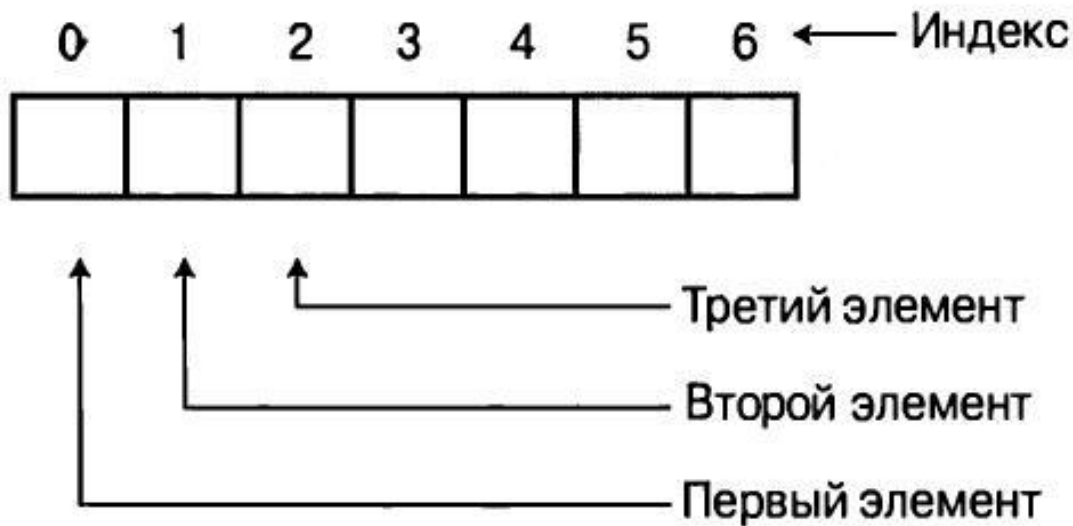 0 1 2 3 4 5 6 Индекс
Третий элемент
Второй элемент
Первый элемент